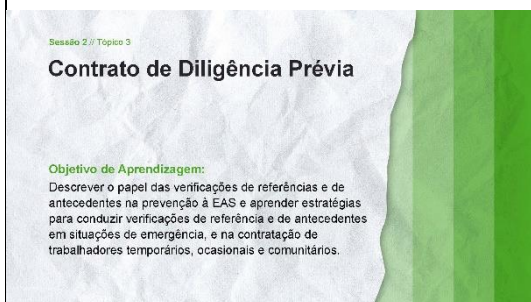 Sessão 2 // Tópico 3
Contrato de Diligência Prévia
Objetivo de Aprendizagem:
Descrever o papel das verificações de referências e de
antecedentes na prevenção à EAS e aprender estratégias
para conduzir verificações de referência e de antecedentes
em situações de emergência, e na contratação de
trabalhadores temporários, ocasionais e comunitários.